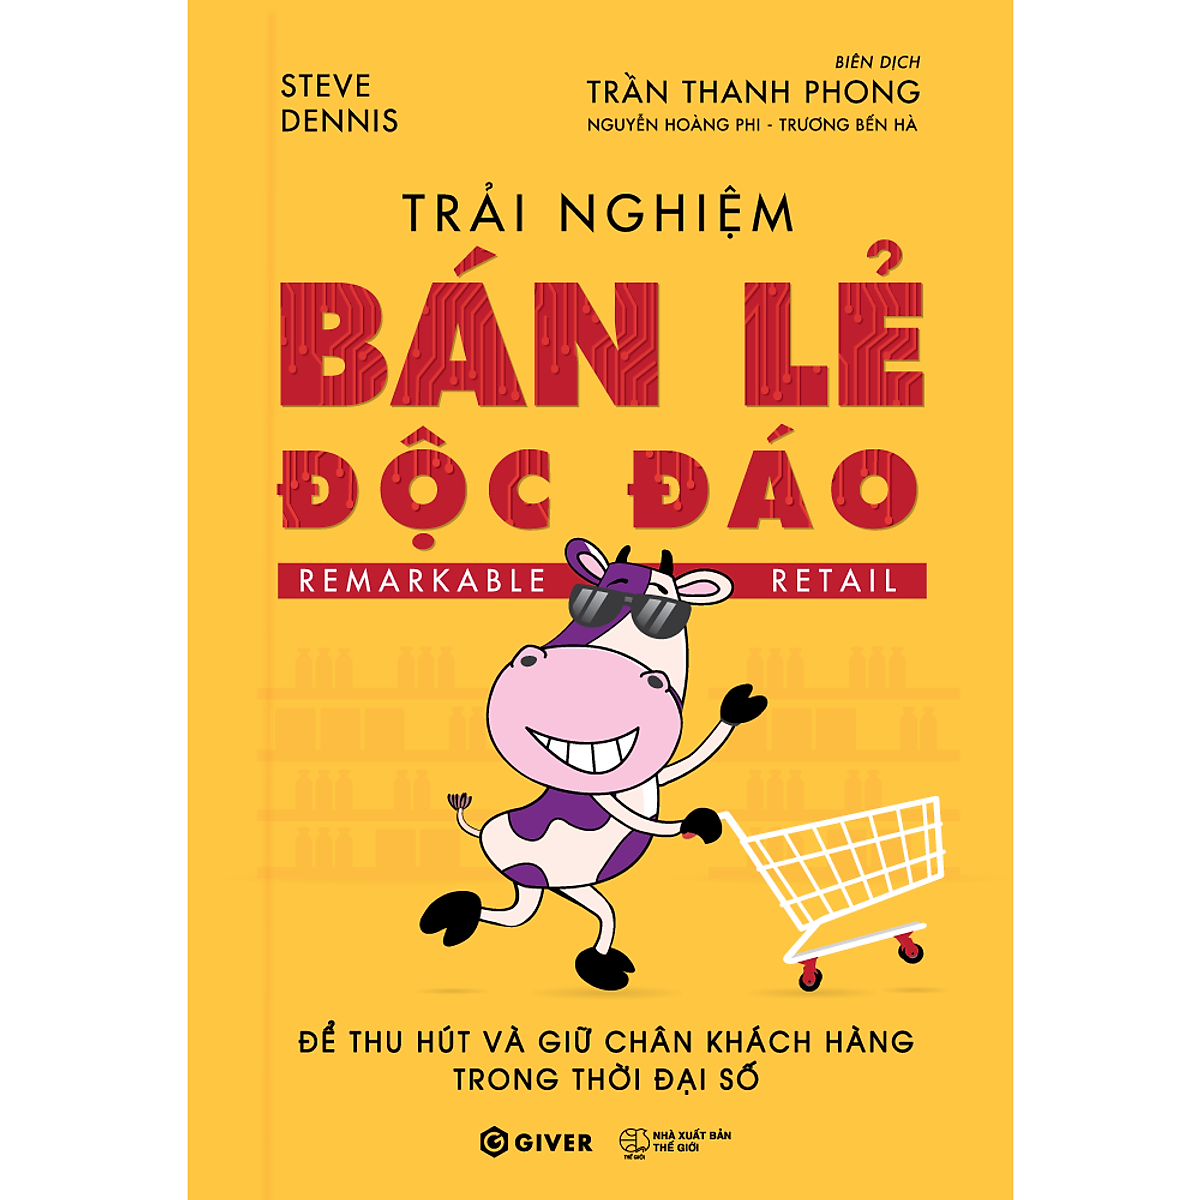 STEVE
DENNIS
BIÊN DỊCH
TRẦN THANH PHONG
NGUYỄN HOÀNG PHI - TRƯƠNG BẾN HÀ
TRẢI NGHIỆM
BÁN LẺ
ĐỘC ĐÁO
REMARKABLE RETAIL
ĐỂ THU HÚT VÀ GIỮ CHÂN KHÁCH HÀNG
TRONG THỜI ĐẠI SỐ
GIVER
THẾ GIỚI
NHÀ XUẤT BẢN
THẾ GIỚI